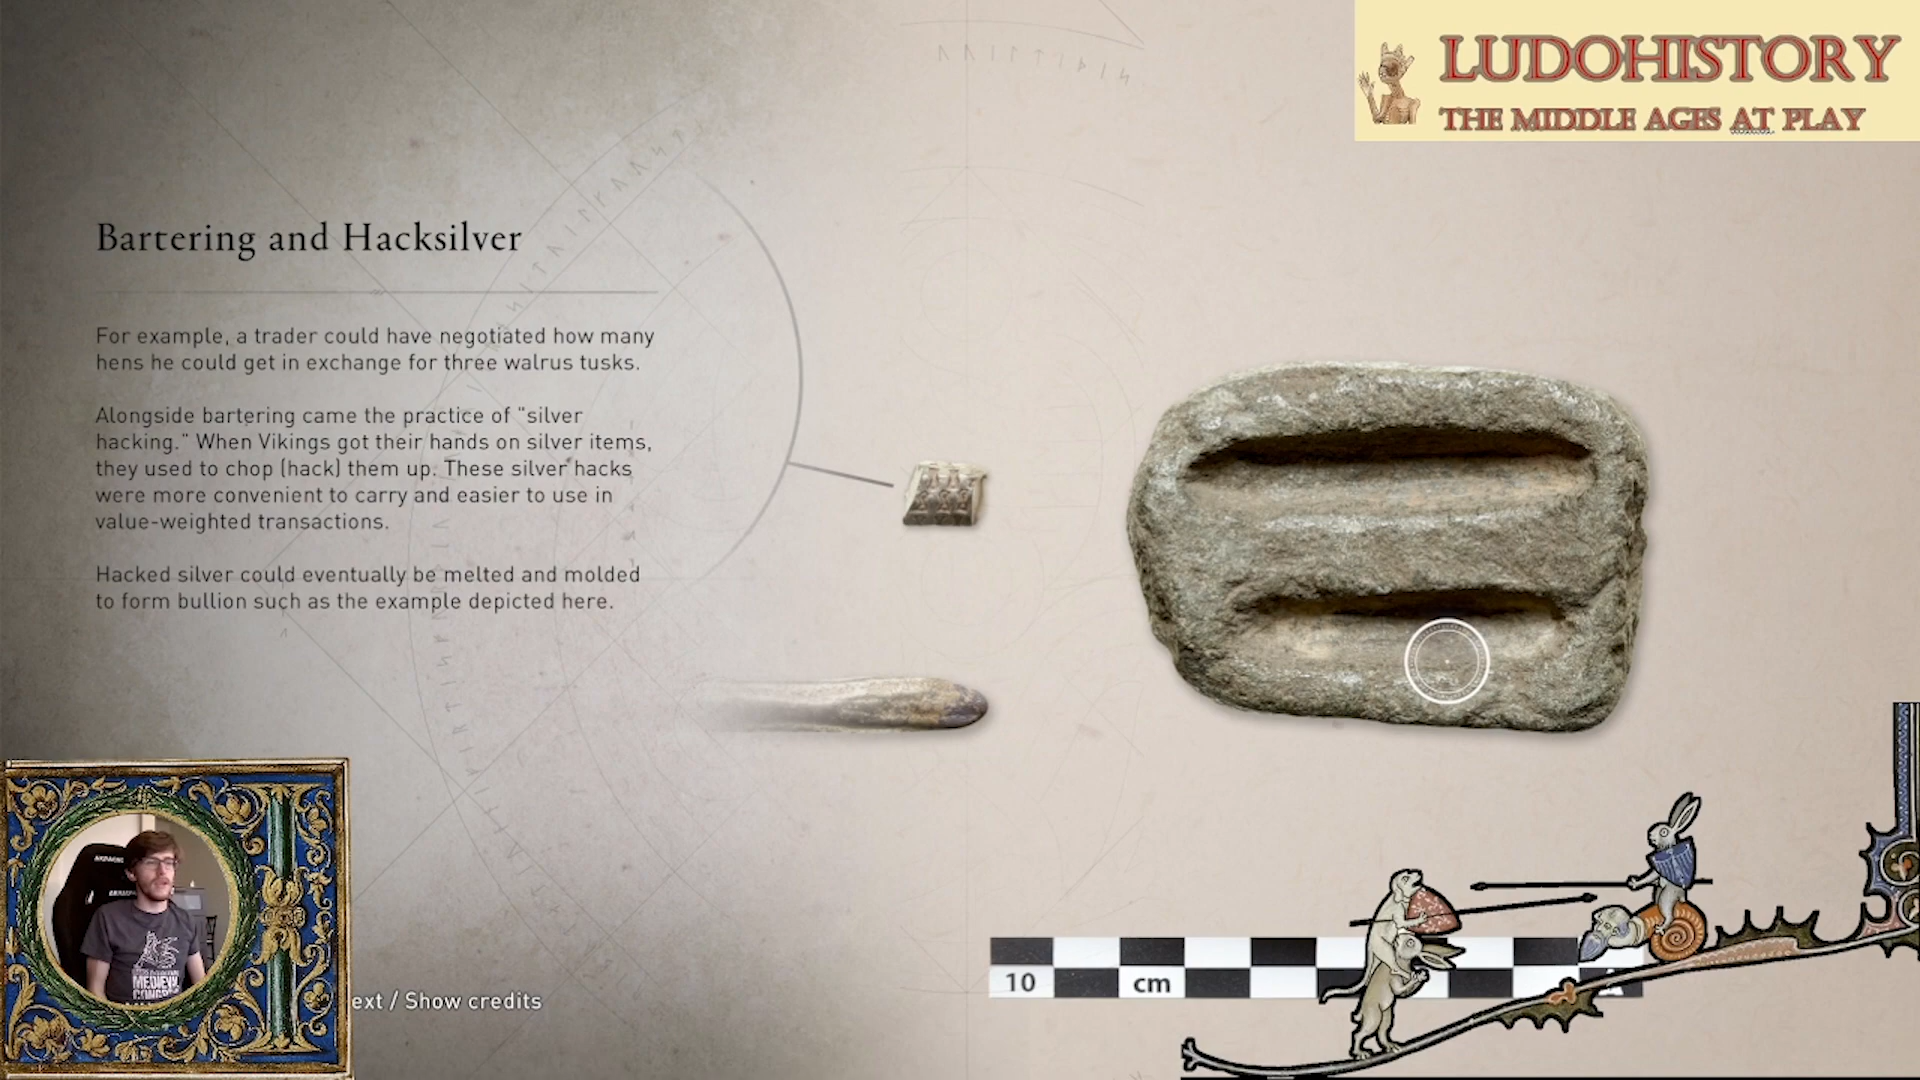 LUDOHISTORY
THE MIDDLE AGES AT PLAY
Bartering and Hacksilver
For example, a trader could have negotiated how many
hens he could get in exchange for three walrus tusks.
Alongside bartering came the practice of “silver
hacking.” When Vikings got their hands on silver items,
they used to chop (hack) them up. These silver hacks
were more convenient to carry and easier to use in
value-weighted transactions.
Hacked silver could eventually be melted and molded
to form bullion such as the example depicted here.
MEDIEV
CONGR
ext / Show credits
10 cm